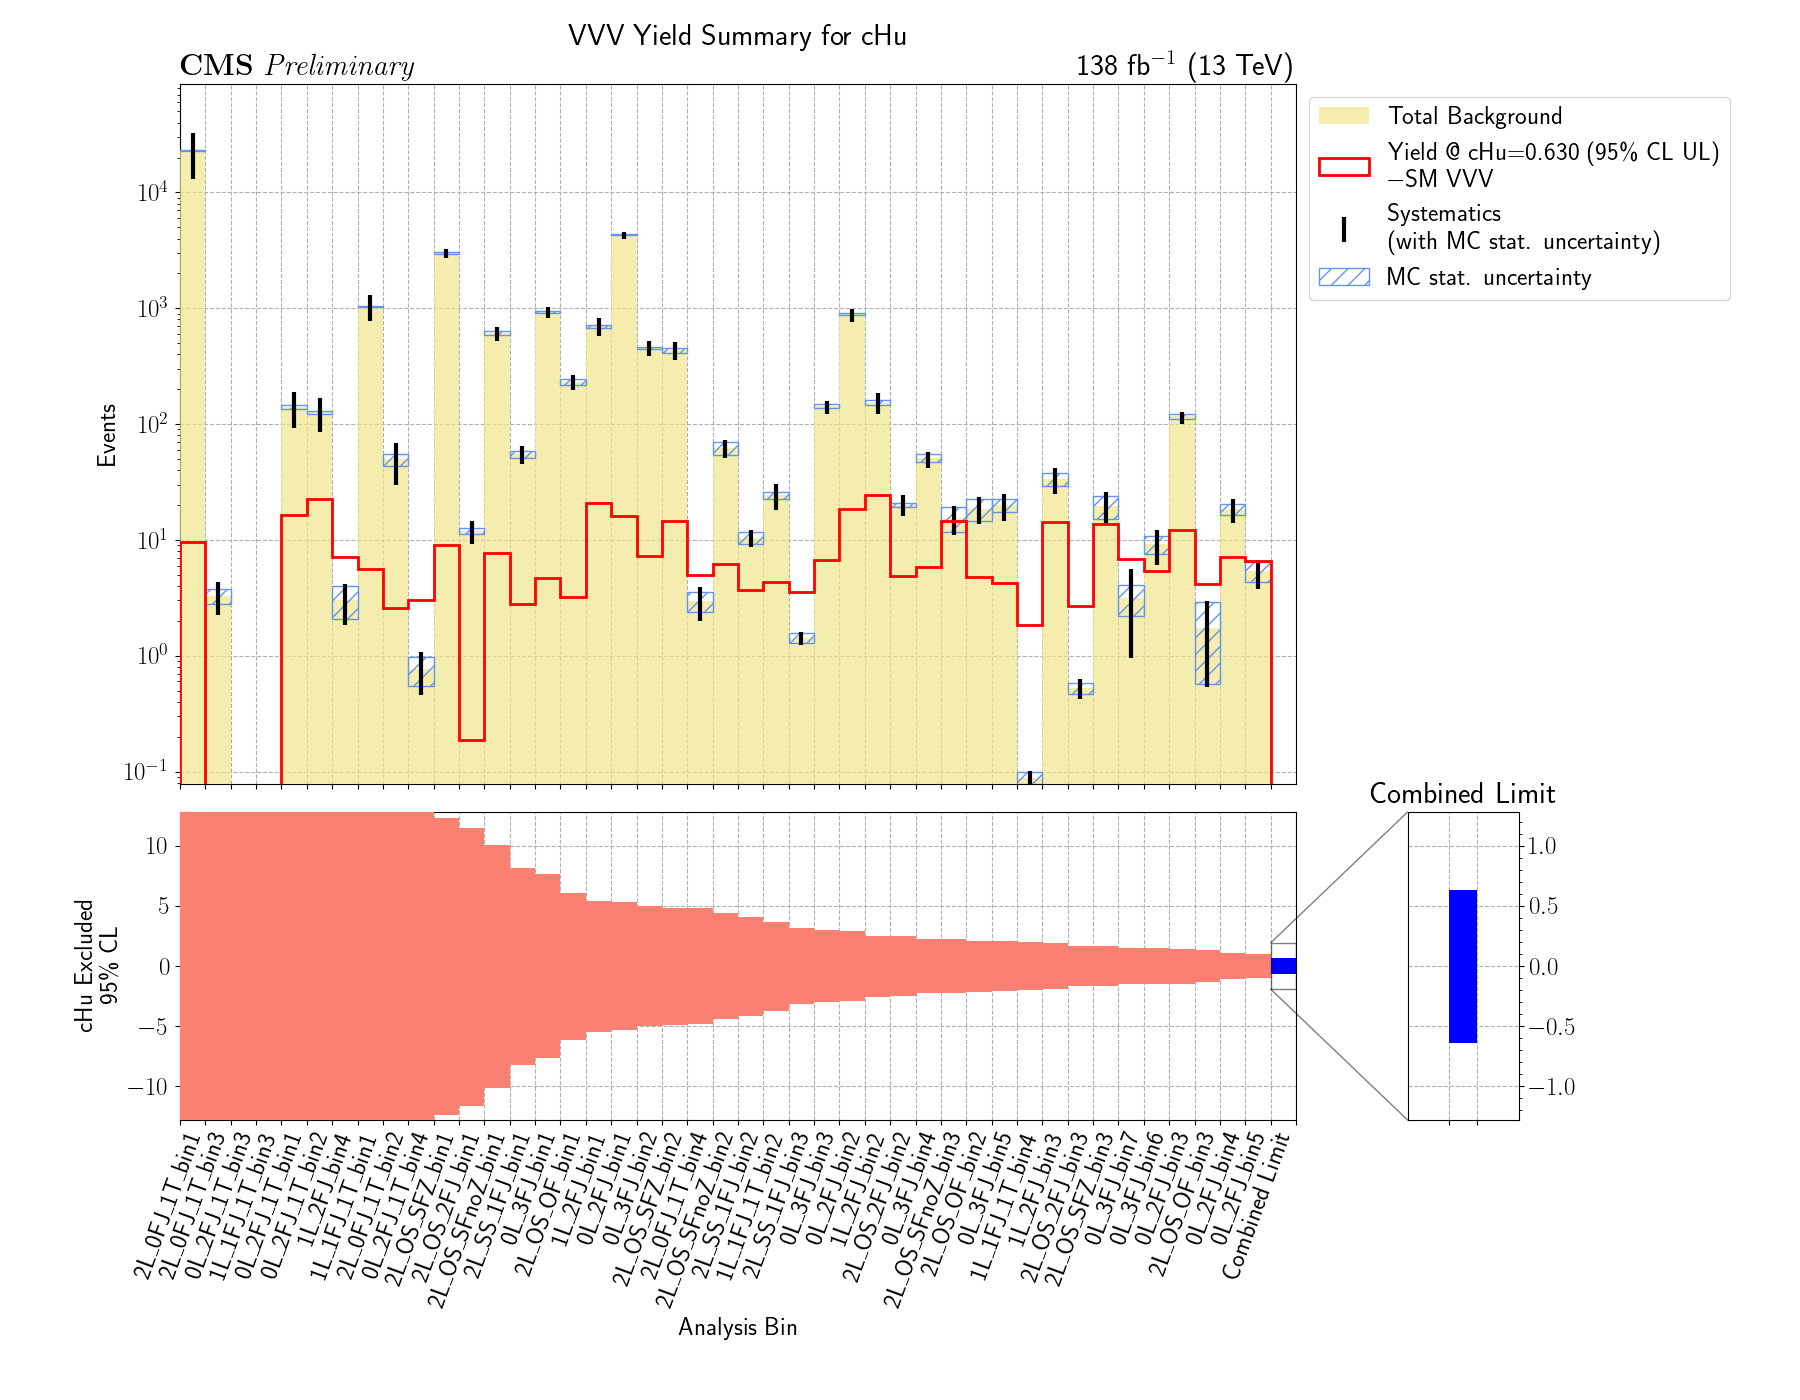 VVV Yield Summary for cHu
CMS Preliminary
138 fb⁻¹ (13 TeV)
Total Background
Yield @ cHu=0.630 (95% CL UL)
−SM VVV
Systematics
(with MC stat. uncertainty)
MC stat. uncertainty
Events
10⁴
10³
10²
10¹
10⁰
10⁻¹
cHu Excluded
95% CL
10
5
0
−5
−10
Combined Limit
1.0
0.5
0.0
−0.5
−1.0
2L_0FJ_1T_bin1
2L_0FJ_1T_bin3
0L_2FJ_1T_bin3
1L_1FJ_1T_bin3
0L_2FJ_1T_bin1
0L_2FJ_1T_bin2
1L_2FJ_bin4
1L_1FJ_1T_bin1
2L_0FJ_1T_bin2
0L_2FJ_1T_bin4
2L_OS_SFZ_bin1
2L_OS_2FJ_bin1
2L_OS_SFnoZ_bin1
2L_SS_1FJ_bin1
0L_3FJ_bin1
2L_OS_OF_bin1
1L_2FJ_bin1
0L_2FJ_bin1
0L_3FJ_bin2
2L_OS_SFZ_bin2
2L_0FJ_1T_bin4
2L_OS_SFnoZ_bin2
2L_SS_1FJ_bin2
1L_1FJ_1T_bin2
2L_SS_1FJ_bin3
0L_3FJ_bin3
0L_2FJ_bin2
1L_2FJ_bin2
2L_OS_2FJ_bin2
0L_3FJ_bin4
2L_OS_SFnoZ_bin3
2L_OS_OF_bin2
0L_3FJ_bin5
1L_1FJ_1T_bin4
1L_2FJ_bin3
2L_OS_2FJ_bin3
2L_OS_SFZ_bin3
0L_3FJ_bin7
0L_3FJ_bin6
0L_2FJ_bin3
2L_OS_OF_bin3
0L_2FJ_bin4
0L_2FJ_bin5
Combined Limit
Analysis Bin